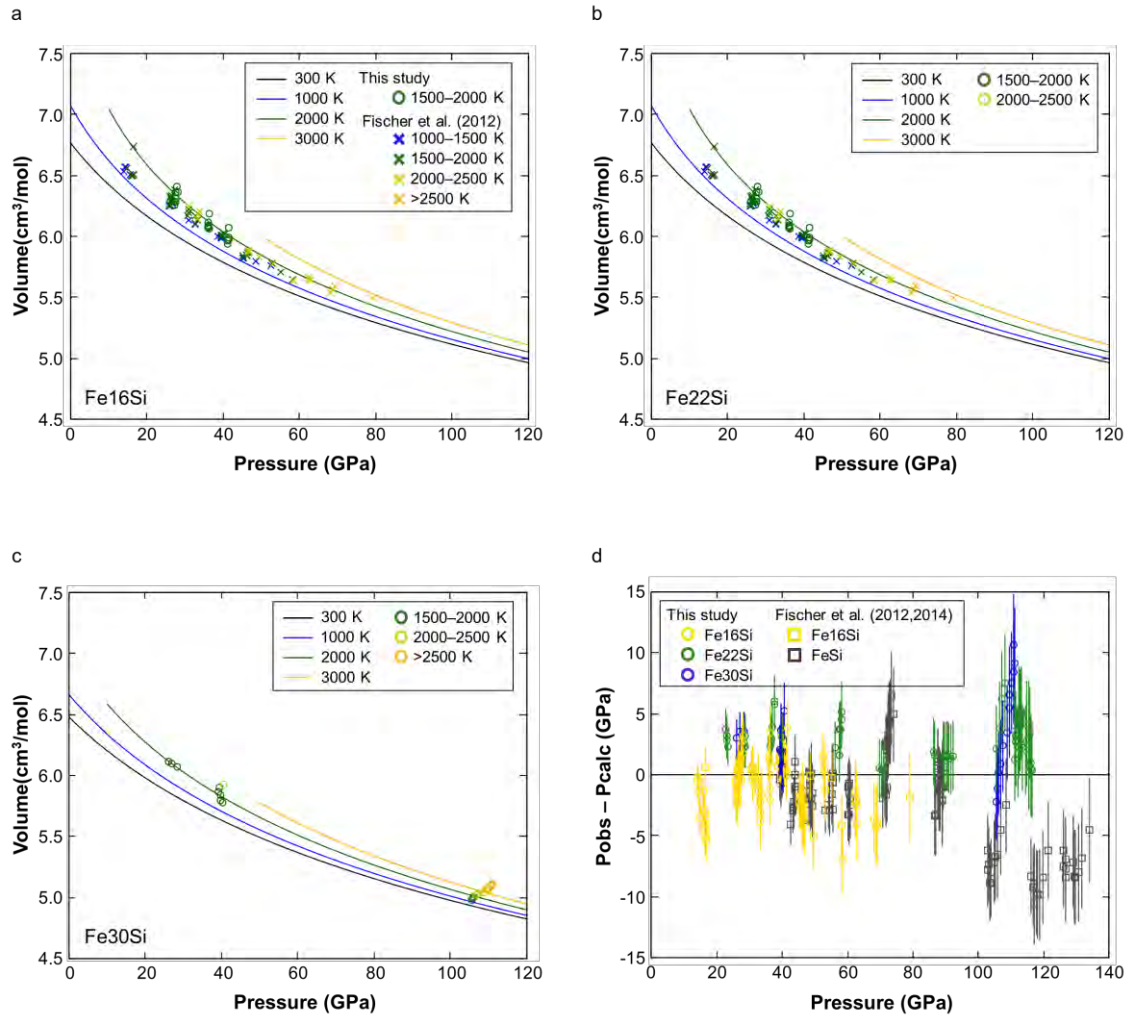 a
7.5
7.0
6.5
6.0
5.5
5.0
4.5
0
20
40
60
80
100
120
Volume(cm³/mol)
Pressure (GPa)
Fe16Si
300 K
1000 K
2000 K
3000 K
This study
1500–2000 K
Fischer et al. (2012)
1000–1500 K
1500–2000 K
2000–2500 K
>2500 K
b
7.5
7.0
6.5
6.0
5.5
5.0
4.5
0
20
40
60
80
100
120
Volume(cm³/mol)
Pressure (GPa)
Fe22Si
300 K
1000 K
2000 K
3000 K
1500–2000 K
2000–2500 K
c
7.5
7.0
6.5
6.0
5.5
5.0
4.5
0
20
40
60
80
100
120
Volume(cm³/mol)
Pressure (GPa)
Fe30Si
300 K
1000 K
2000 K
3000 K
1500–2000 K
2000–2500 K
>2500 K
d
15
10
5
0
-5
-10
-15
0
20
40
60
80
100
120
140
Pobs – Pcalc (GPa)
Pressure (GPa)
This study
Fe16Si
Fe22Si
Fe30Si
Fischer et al. (2012,2014)
Fe16Si
FeSi